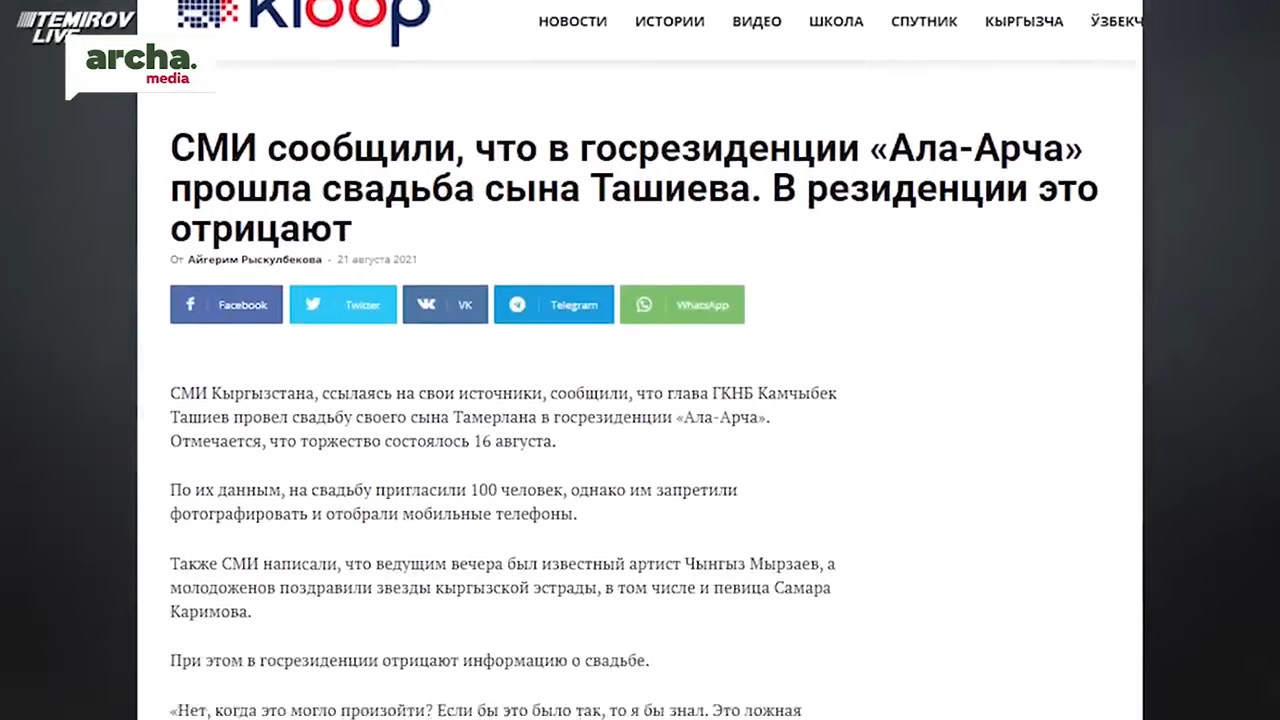 TEMIROV
LIVE
archa.
media
kloop
НОВОСТИ ИСТОРИИ ВИДЕО ШКОЛА СПУТНИК КЫРГЫЗЧА ЎЗБЕКЧ
СМИ сообщили, что в госрезиденции «Ала-Арча»
прошла свадьба сына Ташиева. В резиденции это
отрицают
От Айгерим Рыскулбекова - 21 августа 2021
Facebook Twitter VK Telegram WhatsApp
СМИ Кыргызстана, ссылаясь на свои источники, сообщили, что глава ГКНБ Камчыбек
Ташиев провел свадьбу своего сына Тамерлана в госрезиденции «Ала-Арча».
Отмечается, что торжество состоялось 16 августа.
По их данным, на свадьбу пригласили 100 человек, однако им запретили
фотографировать и отобрали мобильные телефоны.
Также СМИ написали, что ведущим вечера был известный артист Чынгыз Мырзаев, а
молодоженов поздравили звезды кыргызской эстрады, в том числе и певица Самара
Каримова.
При этом в госрезиденции отрицают информацию о свадьбе.
«Нет, когда это могло произойти? Если бы это было так, то я бы знал. Это ложная